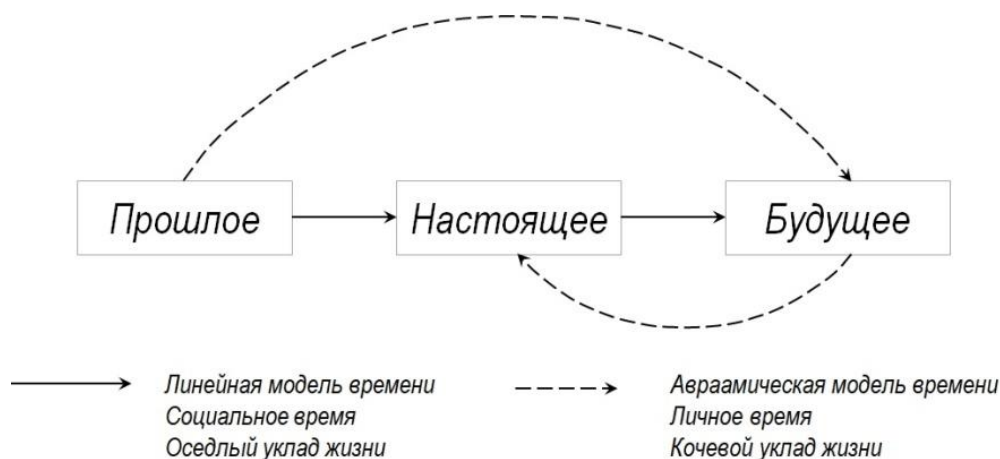 Прошлое
Настоящее
Будущее
Линейная модель времени
Социальное время
Оседлый уклад жизни
Авраамическая модель времени
Личное время
Кочевой уклад жизни